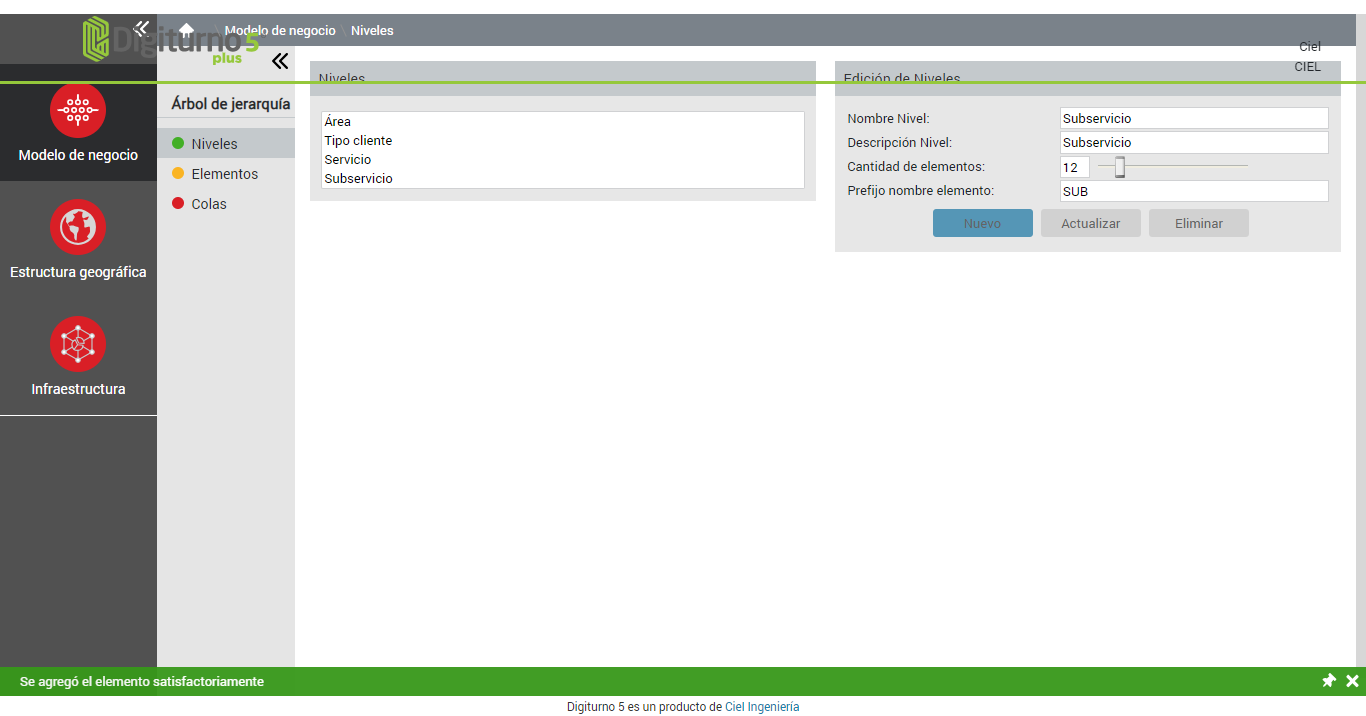 Digiturno 5
plus
Modelo de negocio \ Niveles
Ciel
CIEL
Modelo de negocio
Estructura geográfica
Infraestructura
Árbol de jerarquía
Niveles
Elementos
Colas
Niveles
Área
Tipo cliente
Servicio
Subservicio
Edición de Niveles
Nombre Nivel: Subservicio
Descripción Nivel: Subservicio
Cantidad de elementos: 12
Prefijo nombre elemento: SUB
Nuevo Actualizar Eliminar
Se agregó el elemento satisfactoriamente
Digiturno 5 es un producto de Ciel Ingeniería